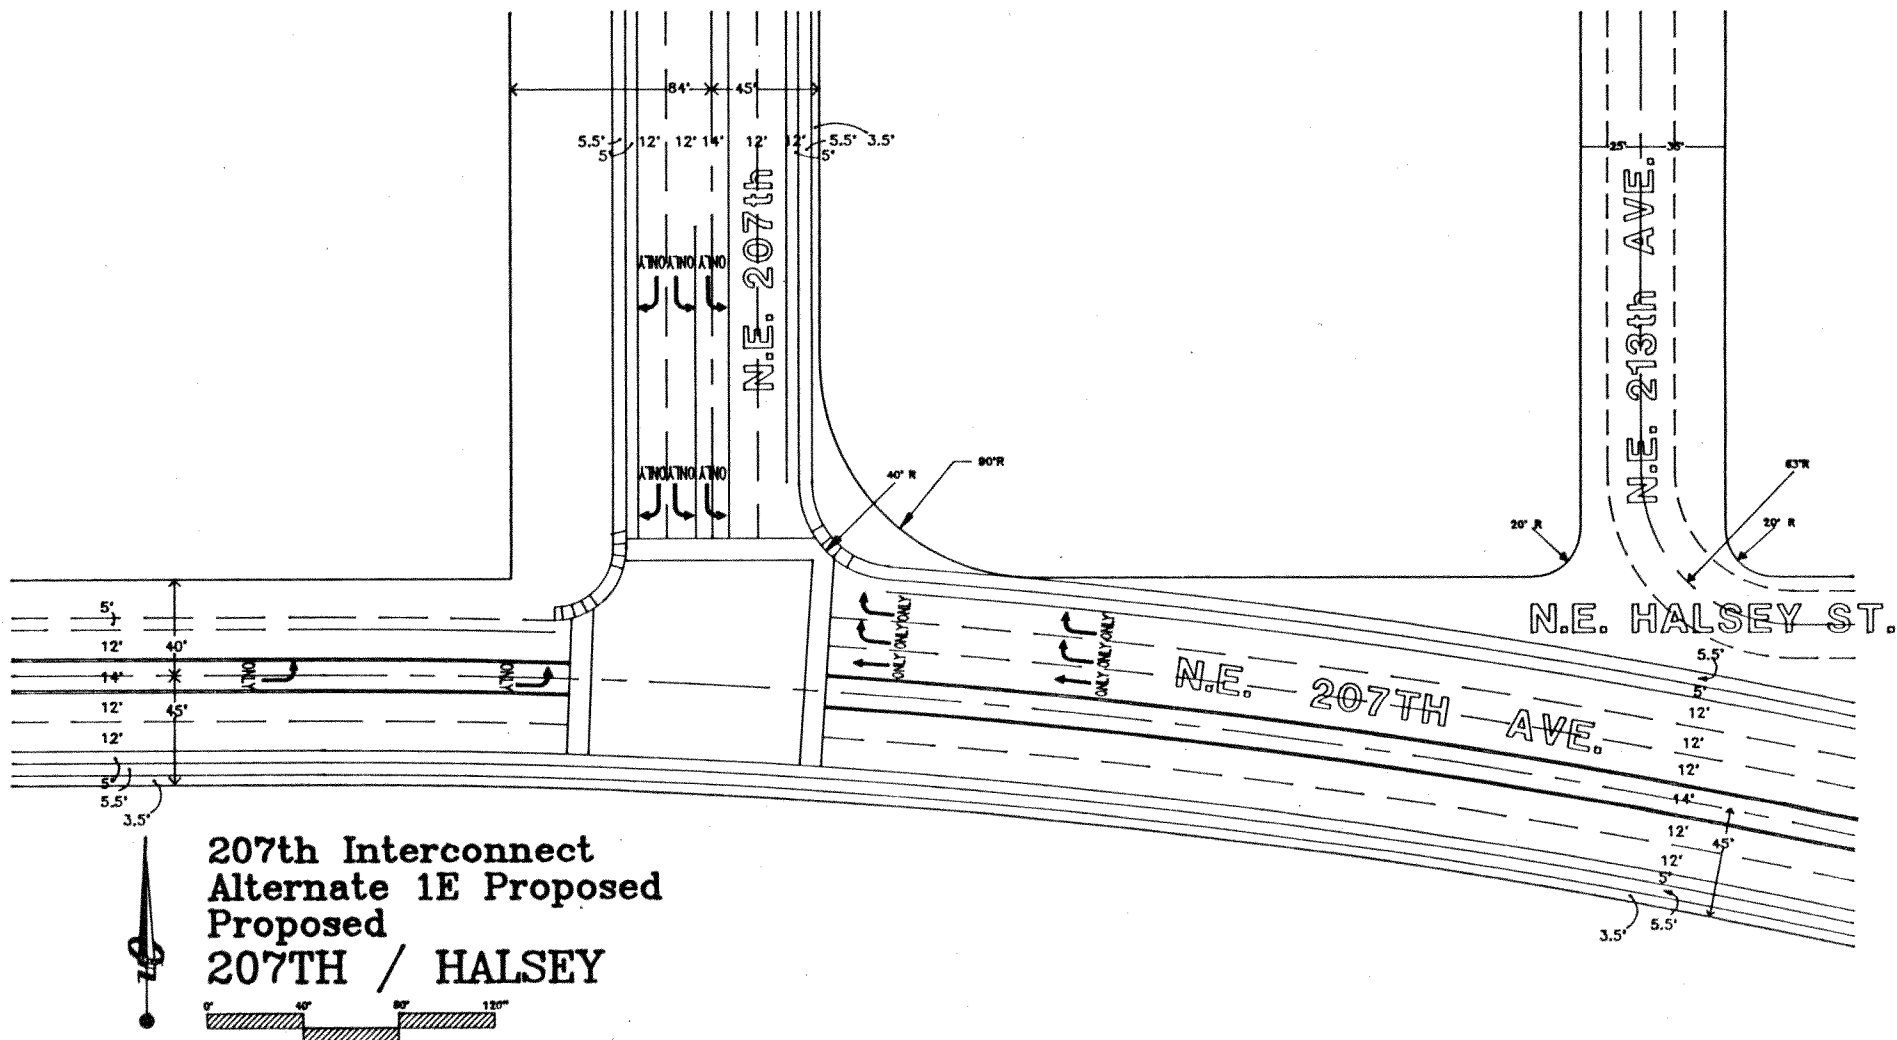 84' 45'
5.5' 12' 12' 14' 12' 12' 5.5' 3.5'
5' 5'
25' 35'
N.E. 207th
N.E. 213th AVE.
ONLY ONLY ONLY
ONLY ONLY ONLY
40' R
90'R
20' R
63'R
20' R
5'
12'
40'
14'
45'
12'
12'
5'
5.5'
3.5'
ONLY
ONLY
ONLY ONLY ONLY
ONLY ONLY ONLY
N.E. HALSEY ST.
N.E. 207TH AVE.
5.5'
5'
12'
12'
12'
14'
12'
45'
12'
5'
5.5'
3.5'
207th Interconnect
Alternate 1E Proposed
Proposed
207TH / HALSEY
0' 40' 80' 120'